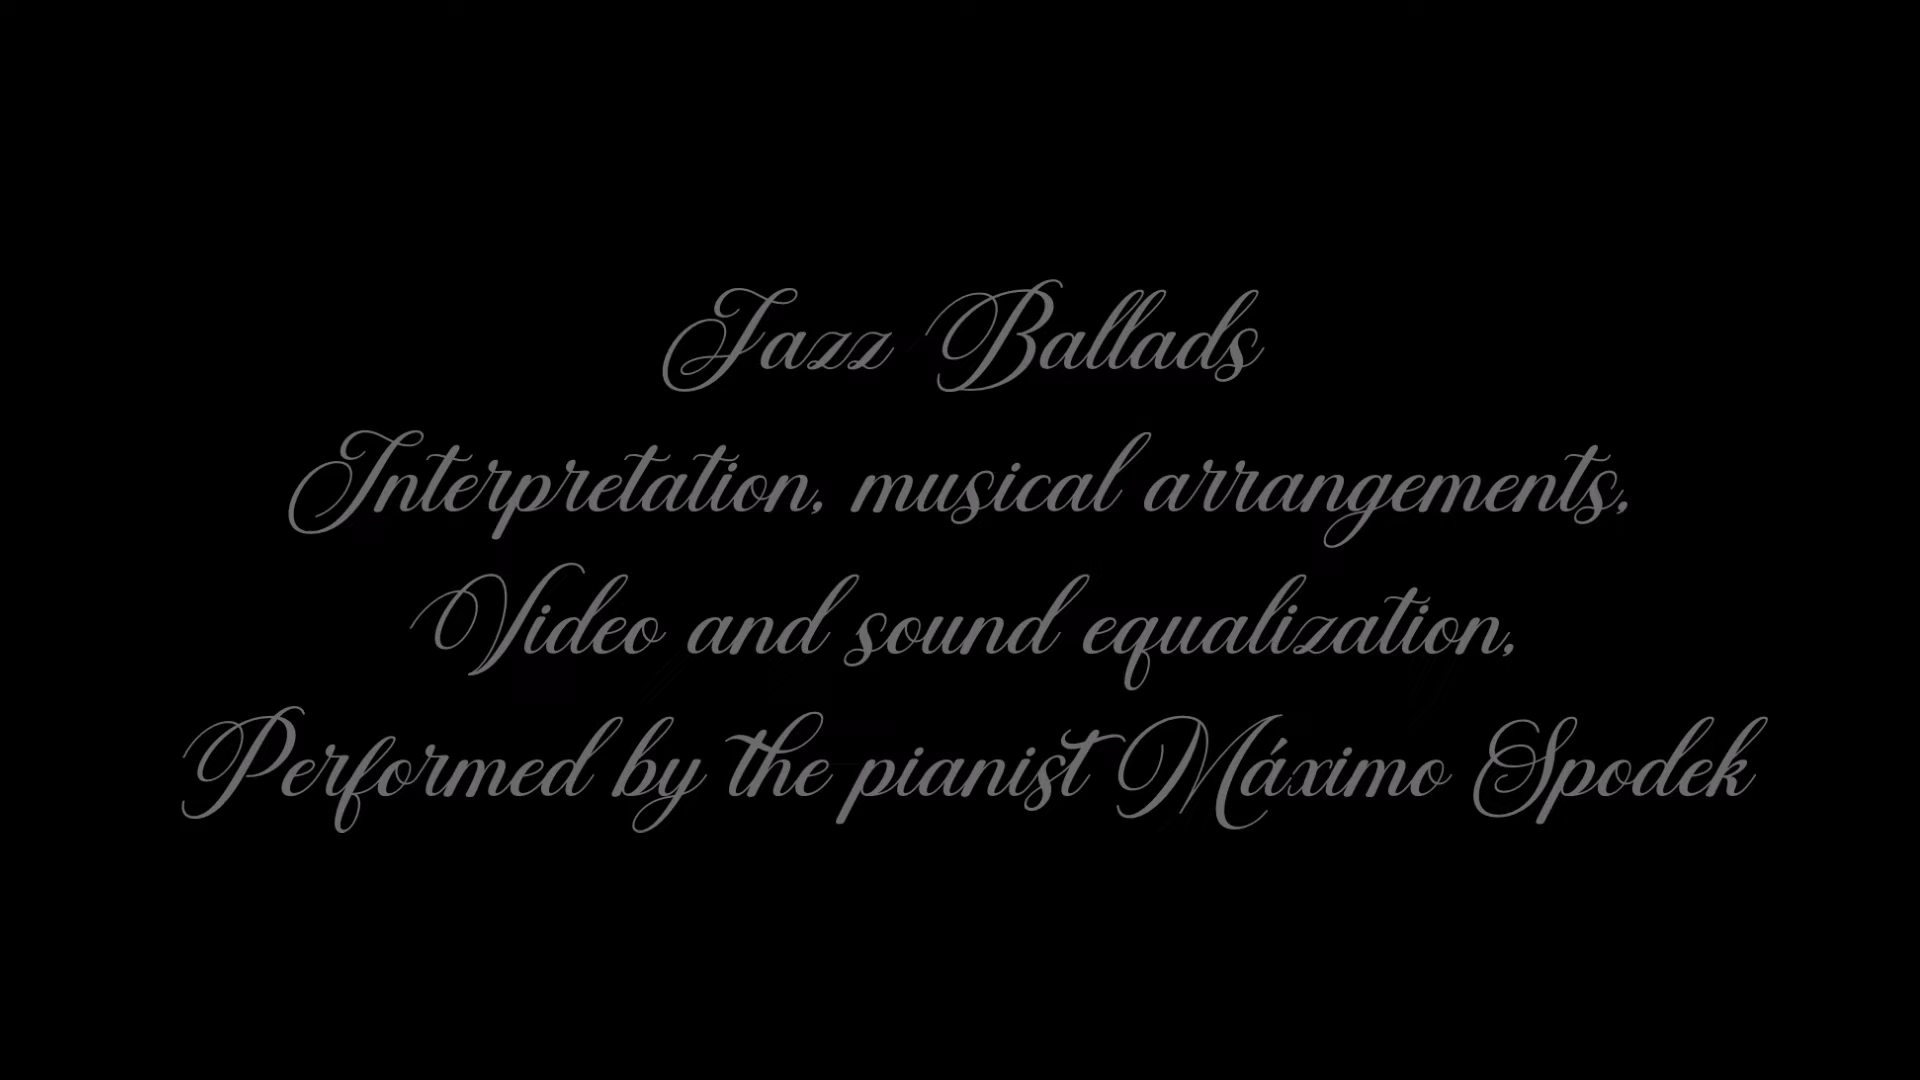 Jazz Ballads
Interpretation, musical arrangements,
Video and sound equalization,
Performed by the pianist Máximo Spodek